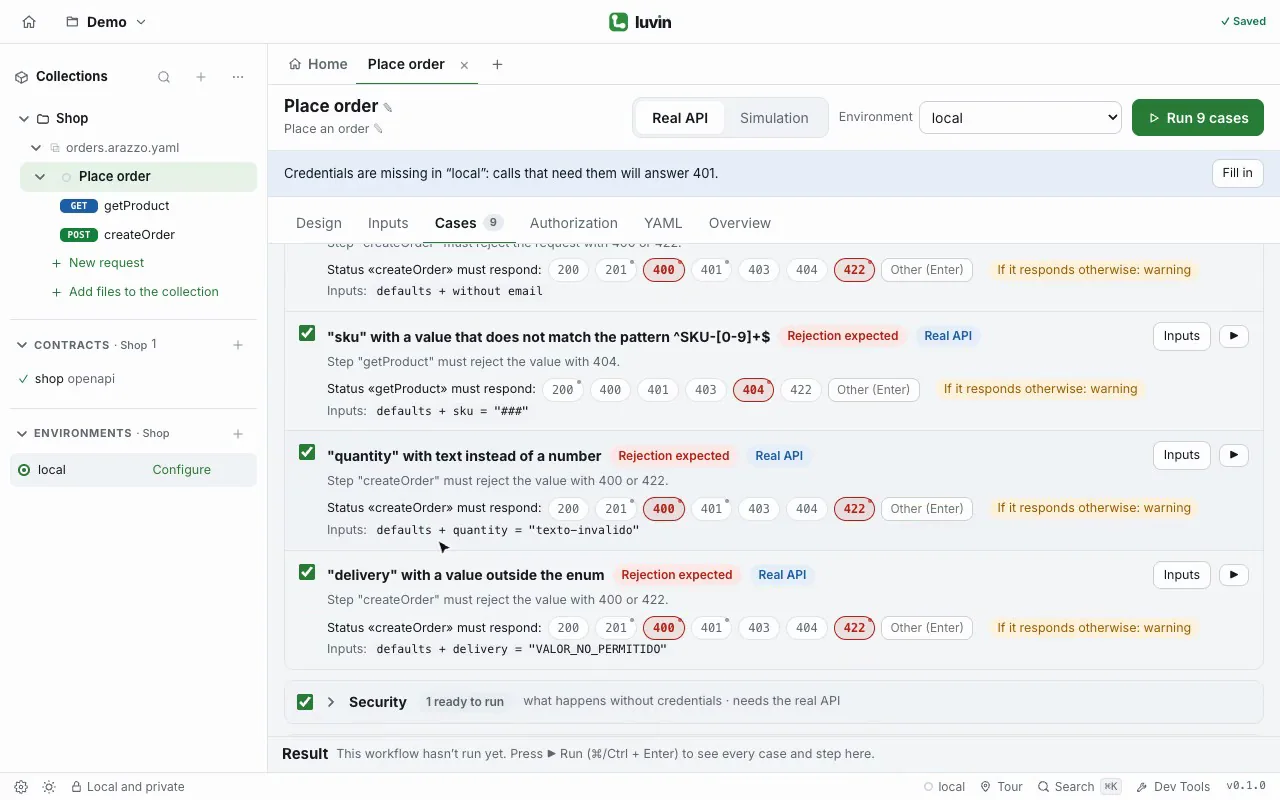 Demo
luvin
Saved
Collections
Home
Place order
Shop
orders.arazzo.yaml
Place order
GET getProduct
POST createOrder
New request
Add files to the collection
CONTRACTS · Shop 1
shop openapi
ENVIRONMENTS · Shop
local Configure
Place order
Place an order
Real API Simulation Environment local Run 9 cases
Credentials are missing in “local”: calls that need them will answer 401. Fill in
Design Inputs Cases 9 Authorization YAML Overview
Step "createOrder" must reject the request with 400 or 422.
Status «createOrder» must respond: 200 201 400 401 403 404 422 Other (Enter) If it responds otherwise: warning
Inputs: defaults + without email
"sku" with a value that does not match the pattern ^SKU-[0-9]+$ Rejection expected Real API Inputs
Step "getProduct" must reject the value with 404.
Status «getProduct» must respond: 200 400 401 403 404 422 Other (Enter) If it responds otherwise: warning
Inputs: defaults + sku = "###"
"quantity" with text instead of a number Rejection expected Real API Inputs
Step "createOrder" must reject the value with 400 or 422.
Status «createOrder» must respond: 200 201 400 401 403 404 422 Other (Enter) If it responds otherwise: warning
Inputs: defaults + quantity = "texto-invalido"
"delivery" with a value outside the enum Rejection expected Real API Inputs
Step "createOrder" must reject the value with 400 or 422.
Status «createOrder» must respond: 200 201 400 401 403 404 422 Other (Enter) If it responds otherwise: warning
Inputs: defaults + delivery = "VALOR_NO_PERMITIDO"
Security 1 ready to run what happens without credentials · needs the real API
Result This workflow hasn’t run yet. Press ▶ Run (⌘/Ctrl + Enter) to see every case and step here.
Local and private
local Tour Search ⌘K Dev Tools v0.1.0